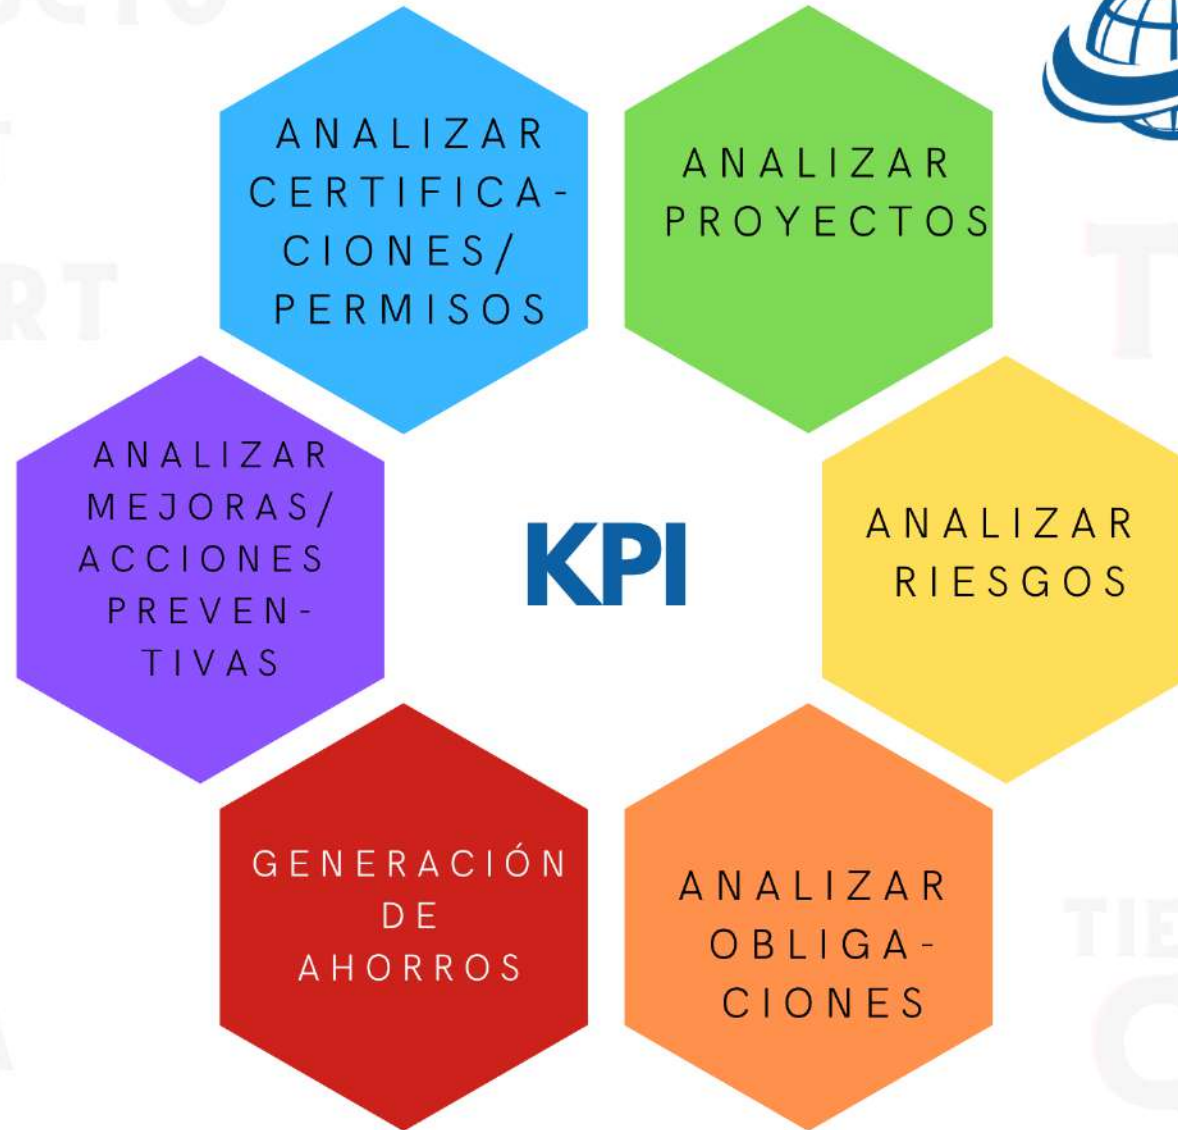 ANALIZAR
CERTIFICA-
CIONES/
PERMISOS
ANALIZAR
PROYECTOS
ANALIZAR
MEJORAS/
ACCIONES
PREVEN-
TIVAS
KPI
ANALIZAR
RIESGOS
GENERACIÓN
DE
AHORROS
ANALIZAR
OBLIGA-
CIONES